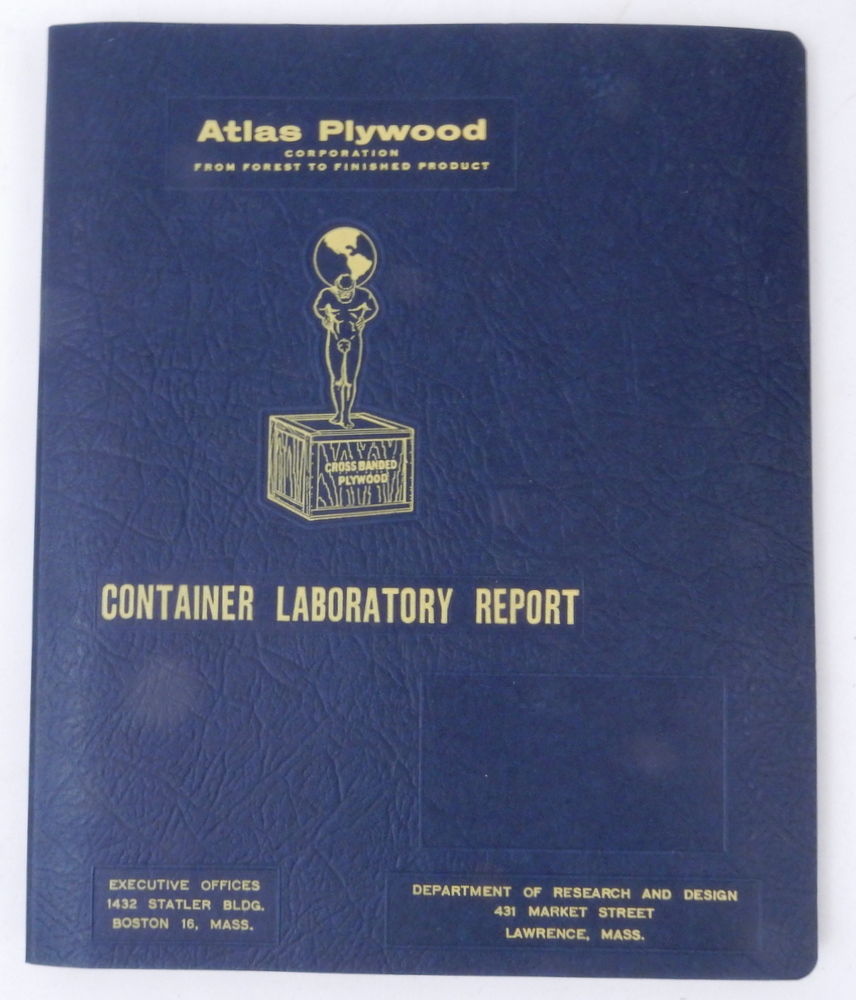 Atlas Plywood
CORPORATION
FROM FOREST TO FINISHED PRODUCT
CROSS BANDED
PLYWOOD
CONTAINER LABORATORY REPORT
EXECUTIVE OFFICES
1432 STATLER BLDG.
BOSTON 16, MASS.
DEPARTMENT OF RESEARCH AND DESIGN
431 MARKET STREET
LAWRENCE, MASS.